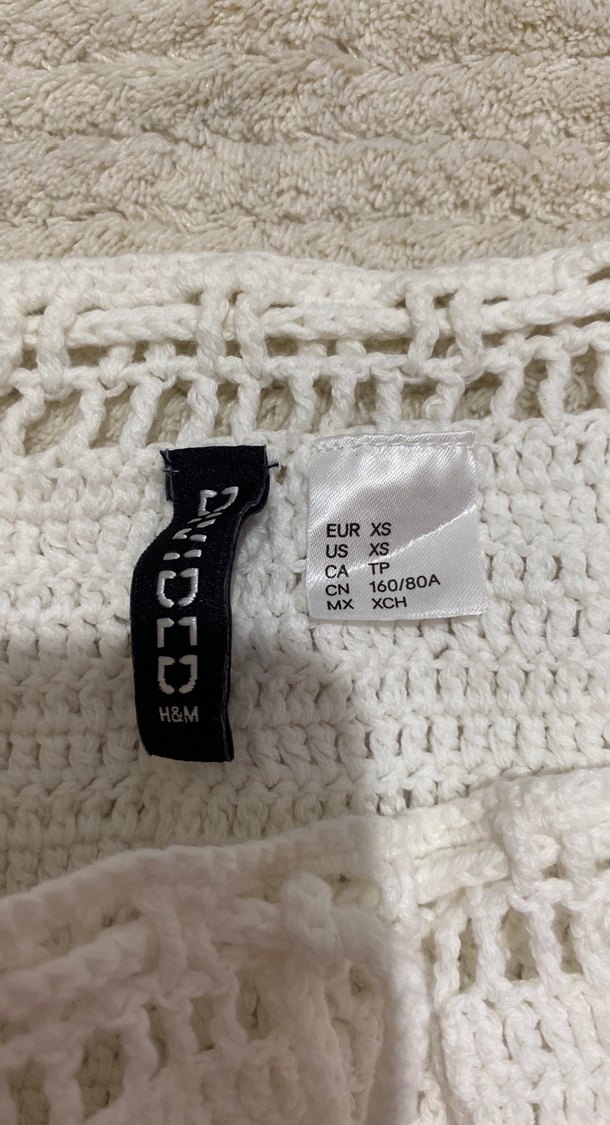 DIVIDED
H&M
EUR XS
US XS
CA TP
CN 160/80A
MX XCH